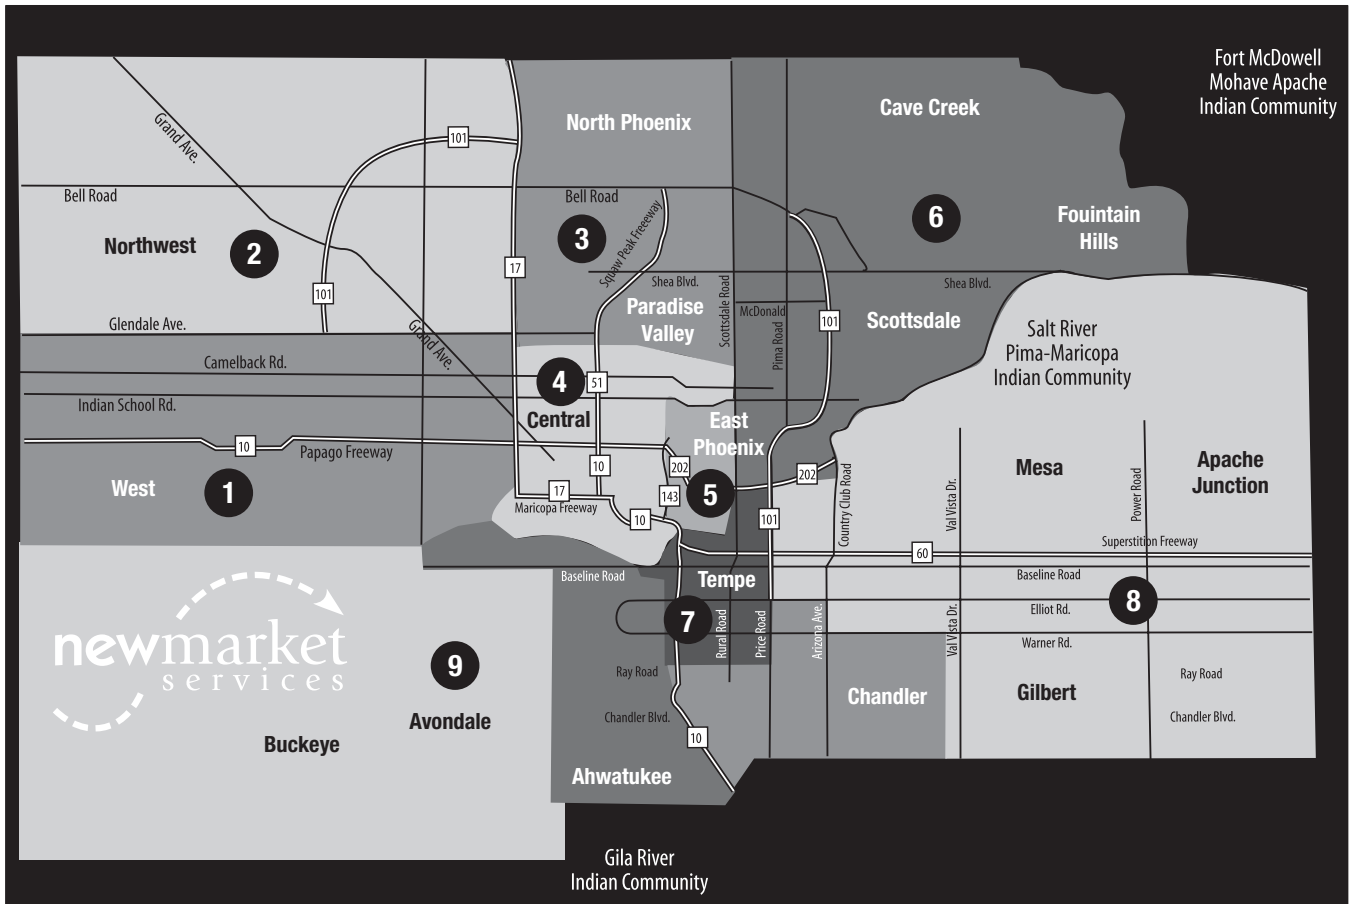 Fort McDowell
Mohave Apache
Indian Community
Cave Creek
North Phoenix
Grand Ave.
101
Bell Road
Bell Road
6
Fouintain
Hills
3
Squaw Peak Freeeway
Northwest
2
17
Shea Blvd.
Shea Blvd.
101
Paradise
Valley
Scottsdale Road
McDonald
Pima Road
101
Scottsdale
Glendale Ave.
Grand Ave.
Salt River
Pima-Maricopa
Indian Community
Camelback Rd.
4
51
Central
Indian School Rd.
East
Phoenix
10
Papago Freeway
10
202
202
Mesa
Apache
Junction
West
1
17
Maricopa Freeway
143
5
10
101
Country Club Road
Val Vista Dr.
Power Road
60
Superstition Freeway
Baseline Road
Tempe
Baseline Road
8
7
Rural Road
Price Road
Arizona Ave.
Val Vista Dr.
Elliot Rd.
Warner Rd.
newmarket
services
9
Avondale
Buckeye
Ray Road
Chandler Blvd.
10
Chandler
Gilbert
Ray Road
Chandler Blvd.
Ahwatukee
Gila River
Indian Community